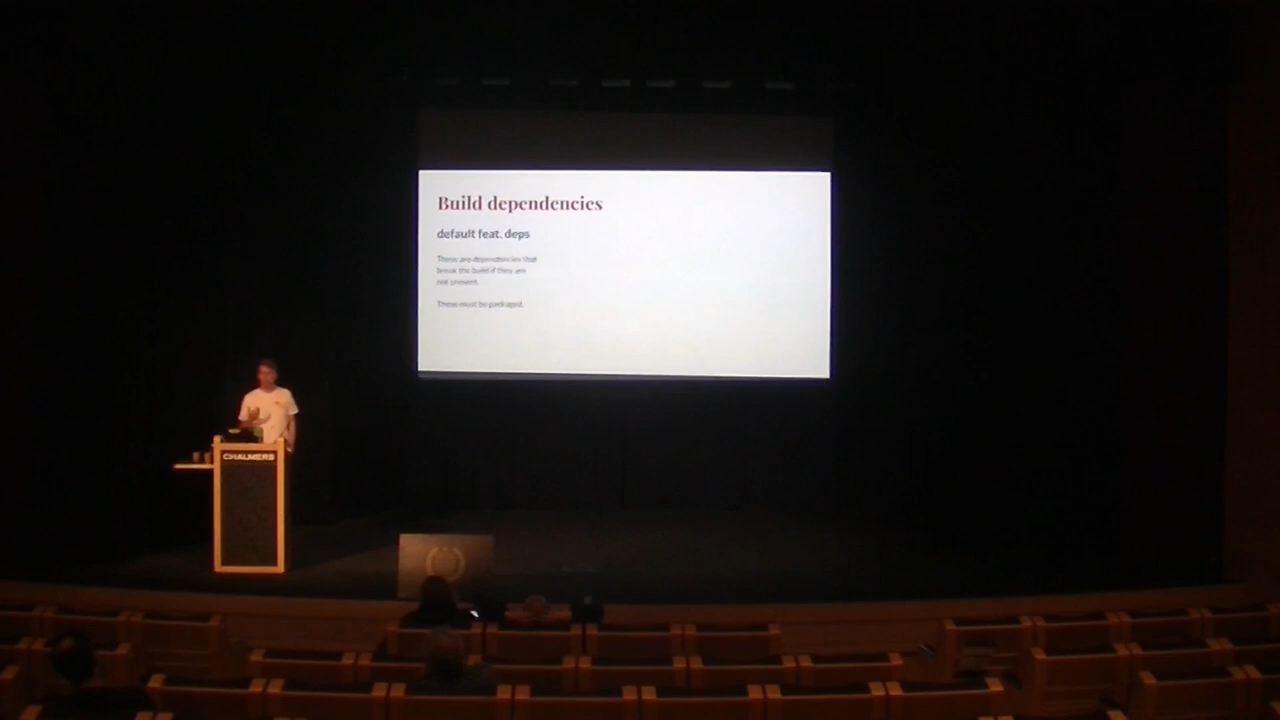 Build dependencies
default feat. deps
These are dependencies that
break the build if they are
not present.
These must be packaged.
CHALMERS